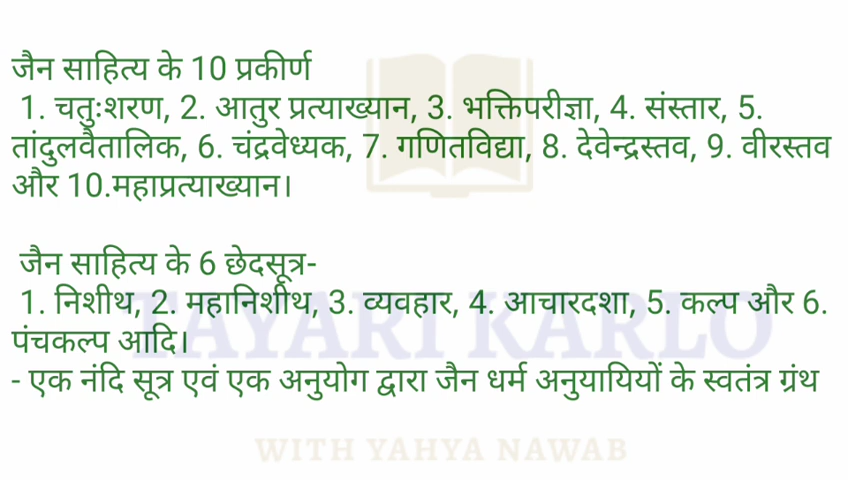 जैन साहित्य के 10 प्रकीर्ण
1. चतुःशरण, 2. आतुर प्रत्याख्यान, 3. भक्तिपरीज्ञा, 4. संस्तार, 5.
तांदुलवैतालिक, 6. चंद्रवेध्यक, 7. गणितविद्या, 8. देवेन्द्रस्तव, 9. वीरस्तव
और 10.महाप्रत्याख्यान।
जैन साहित्य के 6 छेदसूत्र-
1. निशीथ, 2. महानिशीथ, 3. व्यवहार, 4. आचारदशा, 5. कल्प और 6.
पंचकल्प आदि।
TAYARI KARLO
- एक नंदि सूत्र एवं एक अनुयोग द्वारा जैन धर्म अनुयायियों के स्वतंत्र ग्रंथ
WITH YAHYA NAWAB